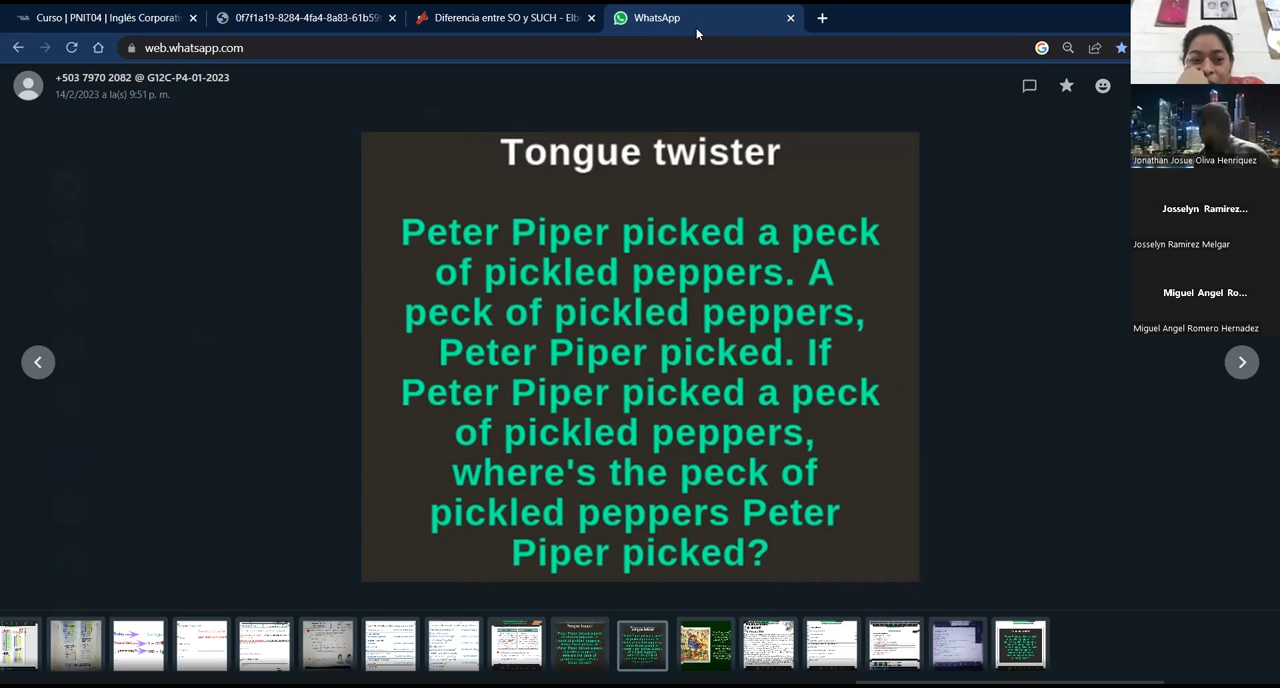 Curso | PNIT04 | Inglés Corporati
0f7f1a19-8284-4fa4-8a83-61b59
Diferencia entre SO y SUCH - Elb
WhatsApp
web.whatsapp.com
+503 7970 2082 @ G12C-P4-01-2023
14/2/2023 a la(s) 9:51 p. m.
Tongue twister
Peter Piper picked a peck
of pickled peppers. A
peck of pickled peppers,
Peter Piper picked. If
Peter Piper picked a peck
of pickled peppers,
where's the peck of
pickled peppers Peter
Piper picked?
Jonathan Josue Oliva Henriquez
Josselyn Ramirez...
Josselyn Ramirez Melgar
Miguel Angel Ro...
Miguel Angel Romero Hernadez